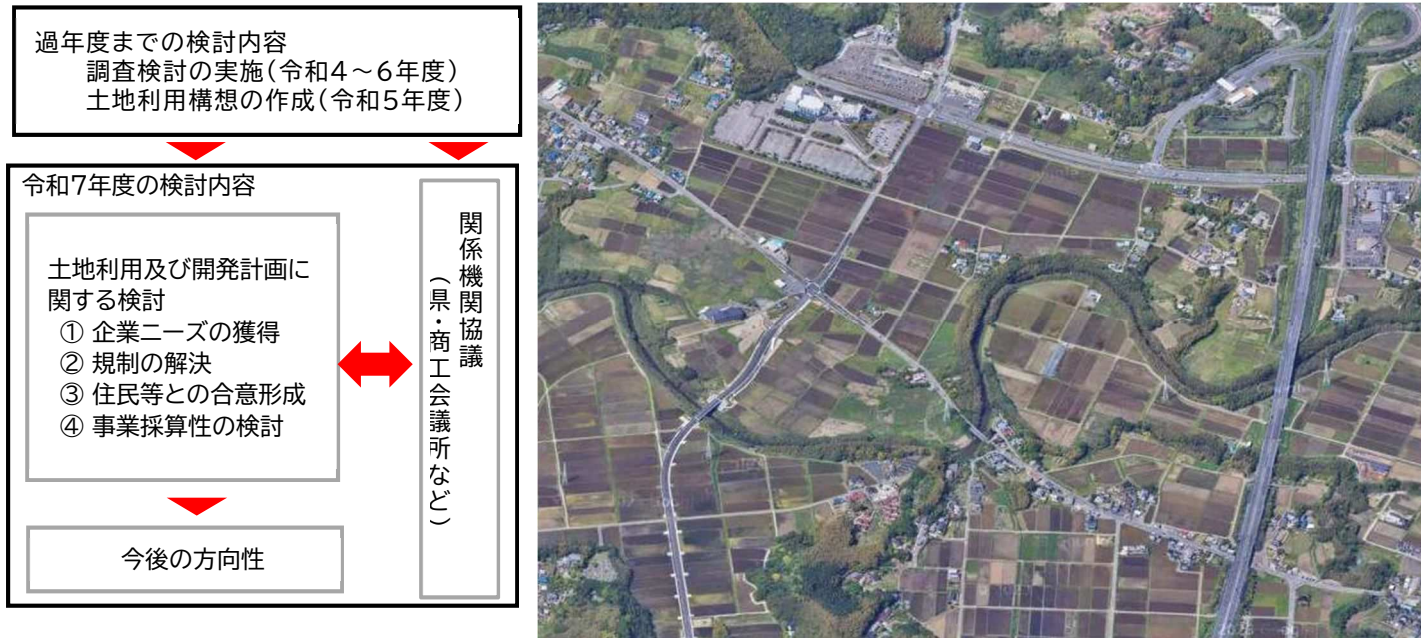 過年度までの検討内容
調査検討の実施(令和4～6年度)
土地利用構想の作成(令和5年度)
令和7年度の検討内容
土地利用及び開発計画に
関する検討
① 企業ニーズの獲得
② 規制の解決
③ 住民等との合意形成
④ 事業採算性の検討
関係機関協議
(県・商工会議所など)
今後の方向性